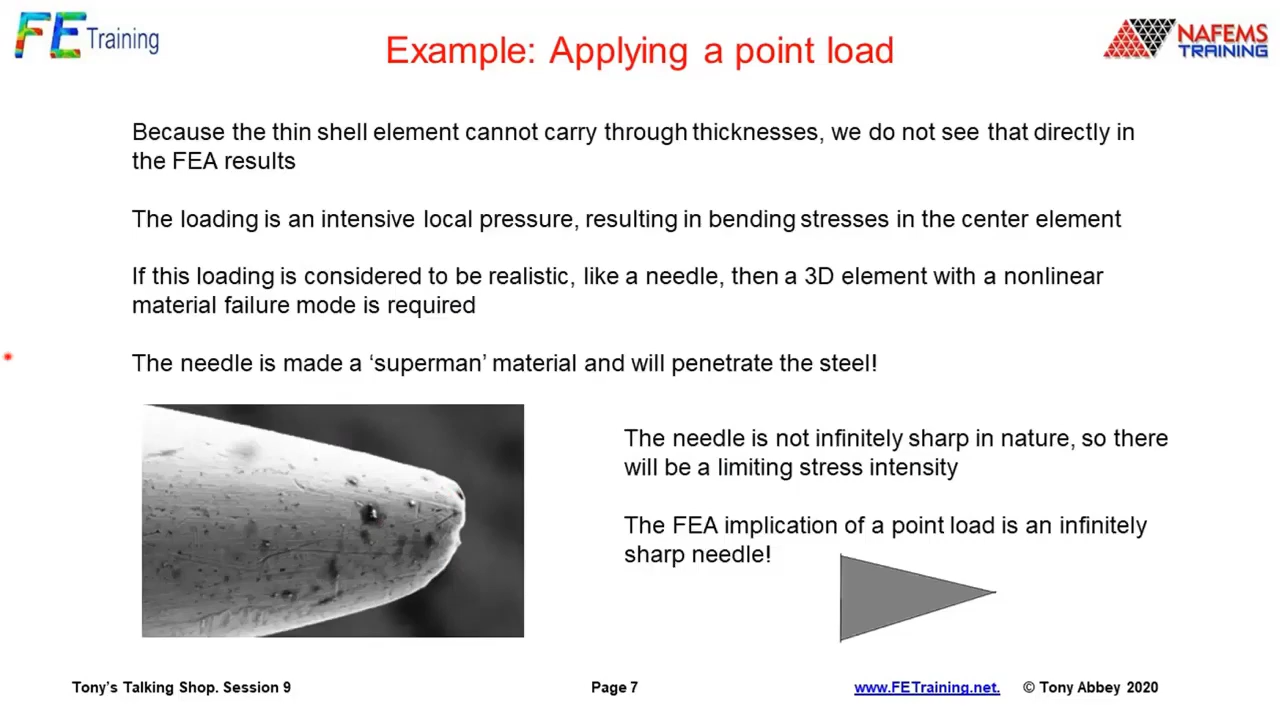 FE Training
Example: Applying a point load
NAFEMS
TRAINING
Because the thin shell element cannot carry through thicknesses, we do not see that directly in
the FEA results
The loading is an intensive local pressure, resulting in bending stresses in the center element
If this loading is considered to be realistic, like a needle, then a 3D element with a nonlinear
material failure mode is required
The needle is made a ‘superman’ material and will penetrate the steel!
The needle is not infinitely sharp in nature, so there
will be a limiting stress intensity
The FEA implication of a point load is an infinitely
sharp needle!
Tony’s Talking Shop. Session 9
Page 7
www.FETraining.net.
© Tony Abbey 2020